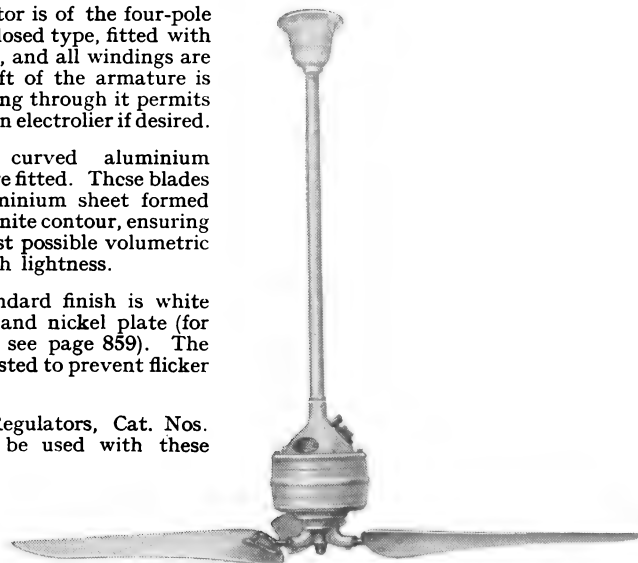 tor is of the four-pole
losed type, fitted with
, and all windings are
ft of the armature is
ng through it permits
n electrolier if desired.
curved aluminium
re fitted. These blades
minium sheet formed
nite contour, ensuring
st possible volumetric
h lightness.
ndard finish is white
and nickel plate (for
see page 859). The
sted to prevent flicker
Regulators, Cat. Nos.
be used with these